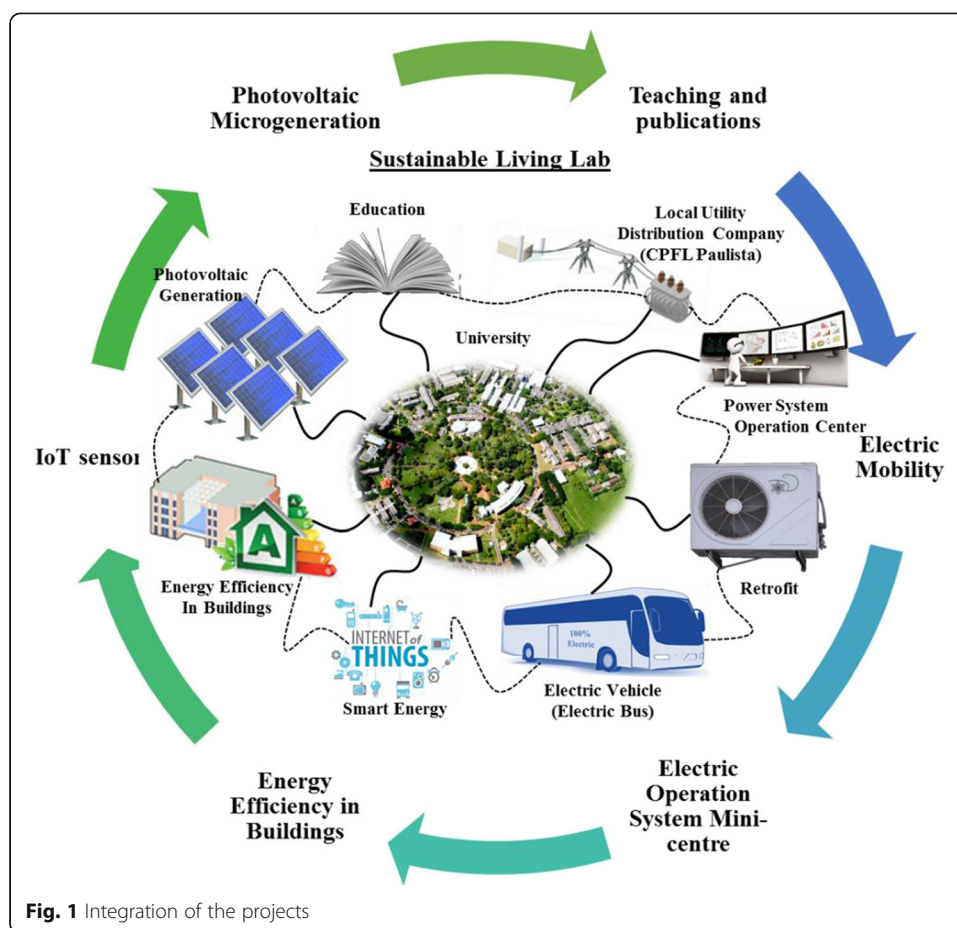 Photovoltaic
Microgeneration
Teaching and
publications
Sustainable Living Lab
Education
Local Utility
Distribution Company
(CPFL Paulista)
Photovoltaic
Generation
University
Power System
Operation Center
IoT sensor
Electric
Mobility
A
Energy Efficiency
In Buildings
Retrofit
INTERNET of
THINGS
100%
Electric
Smart Energy
Electric Vehicle
(Electric Bus)
Energy
Efficiency in
Buildings
Electric
Operation
System Mini-
centre
Fig. 1 Integration of the projects